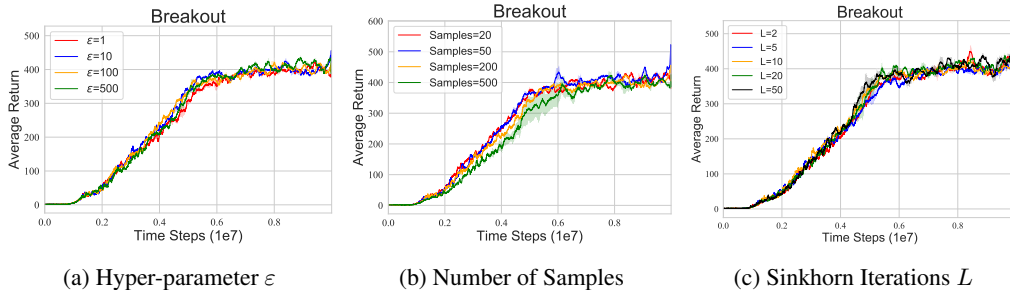 Breakout
Average Return
500
400
300
200
100
0
ε=1
ε=10
ε=100
ε=500
0.0 0.2 0.4 0.6 0.8
Time Steps (1e7)
(a) Hyper-parameter ε
Breakout
Average Return
600
500
400
300
200
100
0
Samples=20
Samples=50
Samples=200
Samples=500
0.0 0.2 0.4 0.6 0.8
Time Steps (1e7)
(b) Number of Samples
Breakout
Average Return
500
400
300
200
100
0
L=2
L=5
L=10
L=20
L=50
0.0 0.2 0.4 0.6 0.8
Time Steps (1e7)
(c) Sinkhorn Iterations L